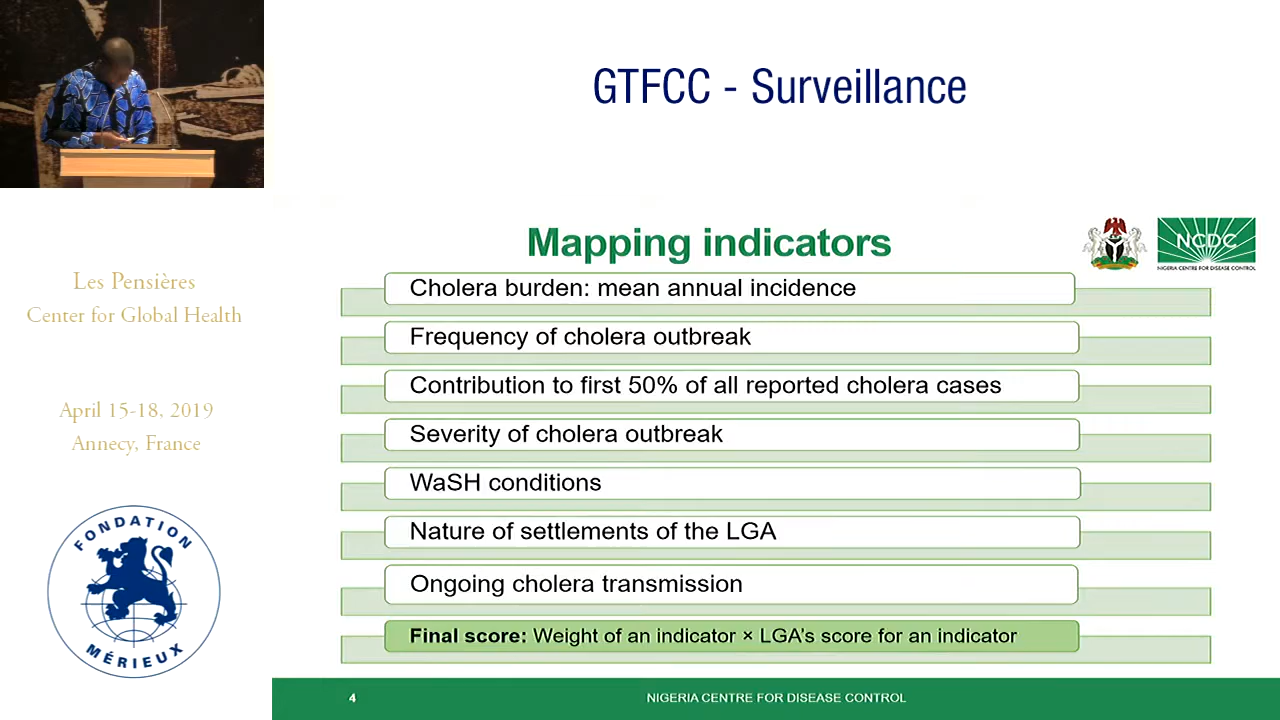 GTFCC - Surveillance
Les Pensières
Center for Global Health
April 15-18, 2019
Annecy, France
FONDATION
MÉRIEUX
Mapping indicators
NCDC
NIGERIA CENTRE FOR DISEASE CONTROL
Cholera burden: mean annual incidence
Frequency of cholera outbreak
Contribution to first 50% of all reported cholera cases
Severity of cholera outbreak
WaSH conditions
Nature of settlements of the LGA
Ongoing cholera transmission
Final score: Weight of an indicator × LGA's score for an indicator
4
NIGERIA CENTRE FOR DISEASE CONTROL